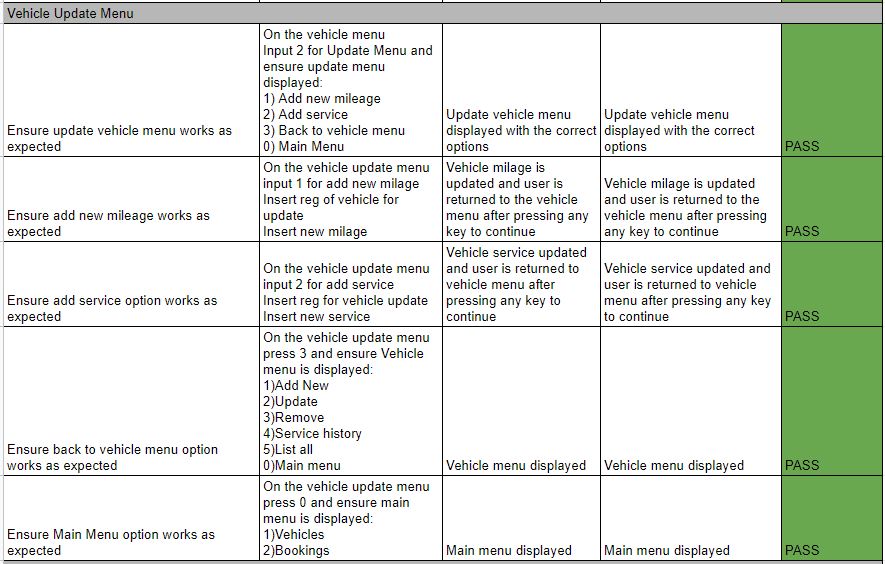 Vehicle Update Menu
Ensure update vehicle menu works as
expected
On the vehicle menu
Input 2 for Update Menu and
ensure update menu
displayed:
1) Add new mileage
2) Add service
3) Back to vehicle menu
0) Main Menu
Update vehicle menu
displayed with the correct
options
Update vehicle menu
displayed with the correct
options
PASS
Ensure add new mileage works as
expected
On the vehicle update menu
input 1 for add new milage
Insert reg of vehicle for
update
Insert new milage
Vehicle milage is
updated and user is
returned to the vehicle
menu after pressing any
key to continue
Vehicle milage is updated
and user is returned to the
vehicle menu after pressing
any key to continue
PASS
Ensure add service option works as
expected
On the vehicle update menu
input 2 for add service
Insert reg for vehicle update
Insert new service
Vehicle service updated
and user is returned to
vehicle menu after
pressing any key to
continue
Vehicle service updated and
user is returned to vehicle
menu after pressing any key
to continue
PASS
Ensure back to vehicle menu option
works as expected
On the vehicle update menu
press 3 and ensure Vehicle
menu is displayed:
1)Add New
2)Update
3)Remove
4)Service history
5)List all
0)Main menu
Vehicle menu displayed
Vehicle menu displayed
PASS
Ensure Main Menu option works as
expected
On the vehicle update menu
press 0 and ensure main
menu is displayed:
1)Vehicles
2)Bookings
Main menu displayed
Main menu displayed
PASS